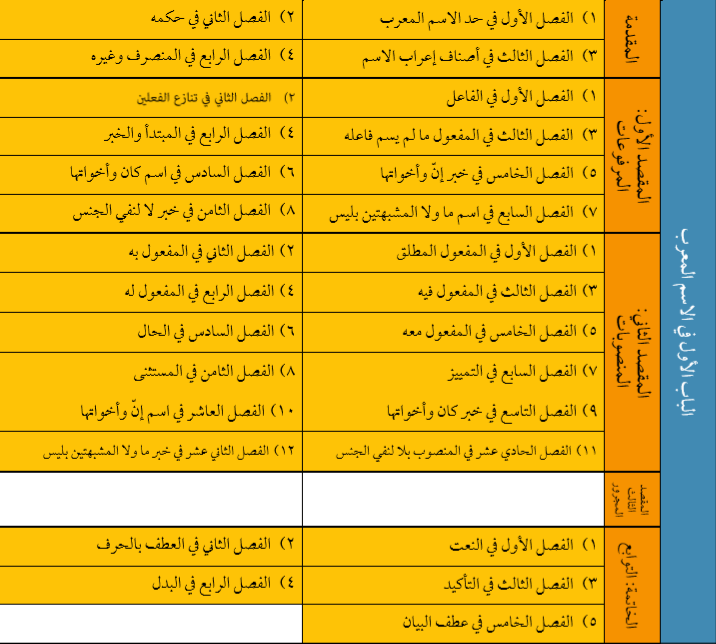 الباب الأول في الاسم المعرب
المقدمة
١) الفصل الأول في حد الاسم المعرب
٢) الفصل الثاني في حكمه
٣) الفصل الثالث في أصناف إعراب الاسم
٤) الفصل الرابع في المنصرف وغيره
المقصد الأول:
المرفوعات
١) الفصل الأول في الفاعل
٢) الفصل الثاني في تنازع الفعلين
٣) الفصل الثالث في المفعول ما لم يسم فاعله
٤) الفصل الرابع في المبتدأ والخبر
٥) الفصل الخامس في خبر إنّ وأخواتها
٦) الفصل السادس في اسم كان وأخواتها
٧) الفصل السابع في اسم ما ولا المشبهتين بليس
٨) الفصل الثامن في خبر لا لنفي الجنس
المقصد الثاني:
المنصوبات
١) الفصل الأول في المفعول المطلق
٢) الفصل الثاني في المفعول به
٣) الفصل الثالث في المفعول فيه
٤) الفصل الرابع في المفعول له
٥) الفصل الخامس في المفعول معه
٦) الفصل السادس في الحال
٧) الفصل السابع في التمييز
٨) الفصل الثامن في المستثنى
٩) الفصل التاسع في خبر كان وأخواتها
١٠) الفصل العاشر في اسم إنّ وأخواتها
١١) الفصل الحادي عشر في المنصوب بلا لنفي الجنس
١٢) الفصل الثاني عشر في خبر ما ولا المشبهتين بليس
المقصد
الثالث
المجرور
الخاتمة: التوابع
١) الفصل الأول في النعت
٢) الفصل الثاني في العطف بالحرف
٣) الفصل الثالث في التأكيد
٤) الفصل الرابع في البدل
٥) الفصل الخامس في عطف البيان